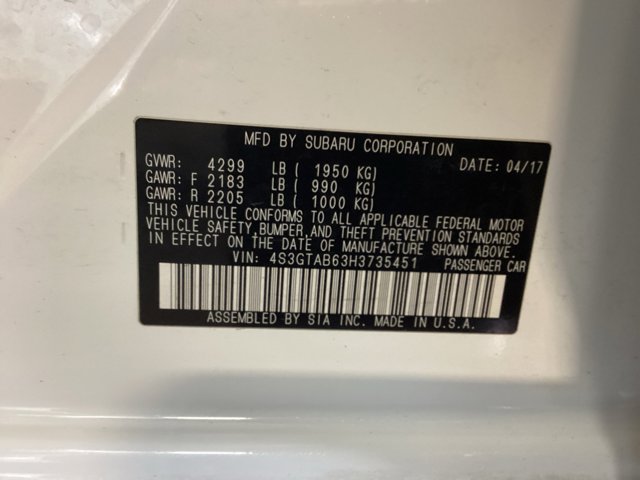 MFD BY SUBARU CORPORATION
GVWR: 4299 LB ( 1950 KG) DATE: 04/17
GAWR: F 2183 LB ( 990 KG)
GAWR: R 2205 LB ( 1000 KG)
THIS VEHICLE CONFORMS TO ALL APPLICABLE FEDERAL MOTOR
VEHICLE SAFETY, BUMPER, AND THEFT PREVENTION STANDARDS
IN EFFECT ON THE DATE OF MANUFACTURE SHOWN ABOVE.
VIN: 4S3GTAB63H3735451 PASSENGER CAR
ASSEMBLED BY SIA INC. MADE IN U.S.A.